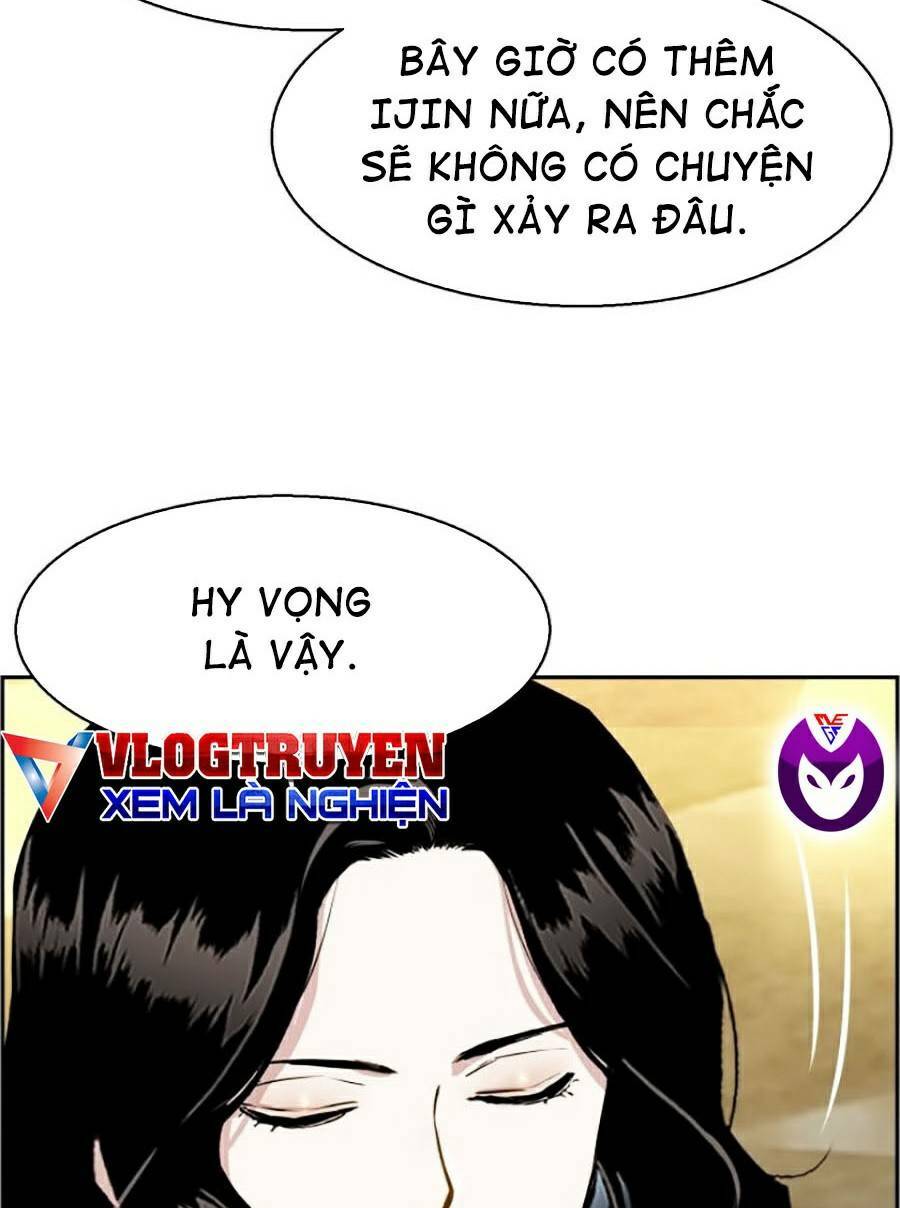 BÂY GIỜ CÓ THÊM
IJIN NỮA, NÊN CHẮC
SẼ KHÔNG CÓ CHUYỆN
GÌ XẢY RA ĐÂU.
HY VỌNG
LÀ VẬY.
VLOGTRUYEN
XEM LÀ NGHIỆN